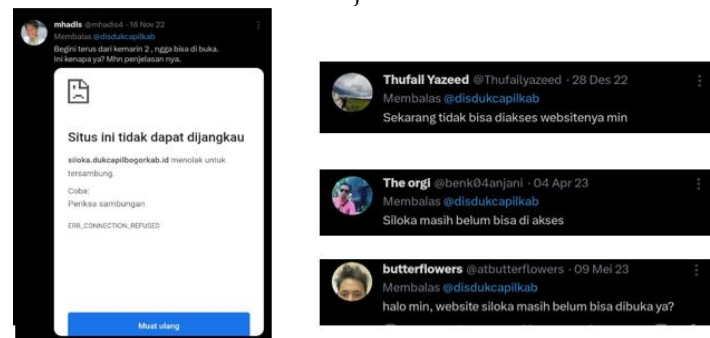 mhadis @mhadis4 · 18 Nov 22
Membalas @disdukcapilkab
Begini terus dari kemarin 2 , ngga bisa di buka.
Ini kenapa ya? Mhn penjelasan nya.
Situs ini tidak dapat dijangkau
siloka.dukcapilbogorkab.id menolak untuk
tersambung.
Coba:
Periksa sambungan
ERR_CONNECTION_REFUSED
Muat ulang
Thufail Yazeed @Thufailyazeed · 28 Des 22
Membalas @disdukcapilkab
Sekarang tidak bisa diakses websitenya min
The orgi @benk04anjani · 04 Apr 23
Membalas @disdukcapilkab
Siloka masih belum bisa di akses
butterflowers @atbutterflowers · 09 Mei 23
Membalas @disdukcapilkab
halo min, website siloka masih belum bisa dibuka ya?